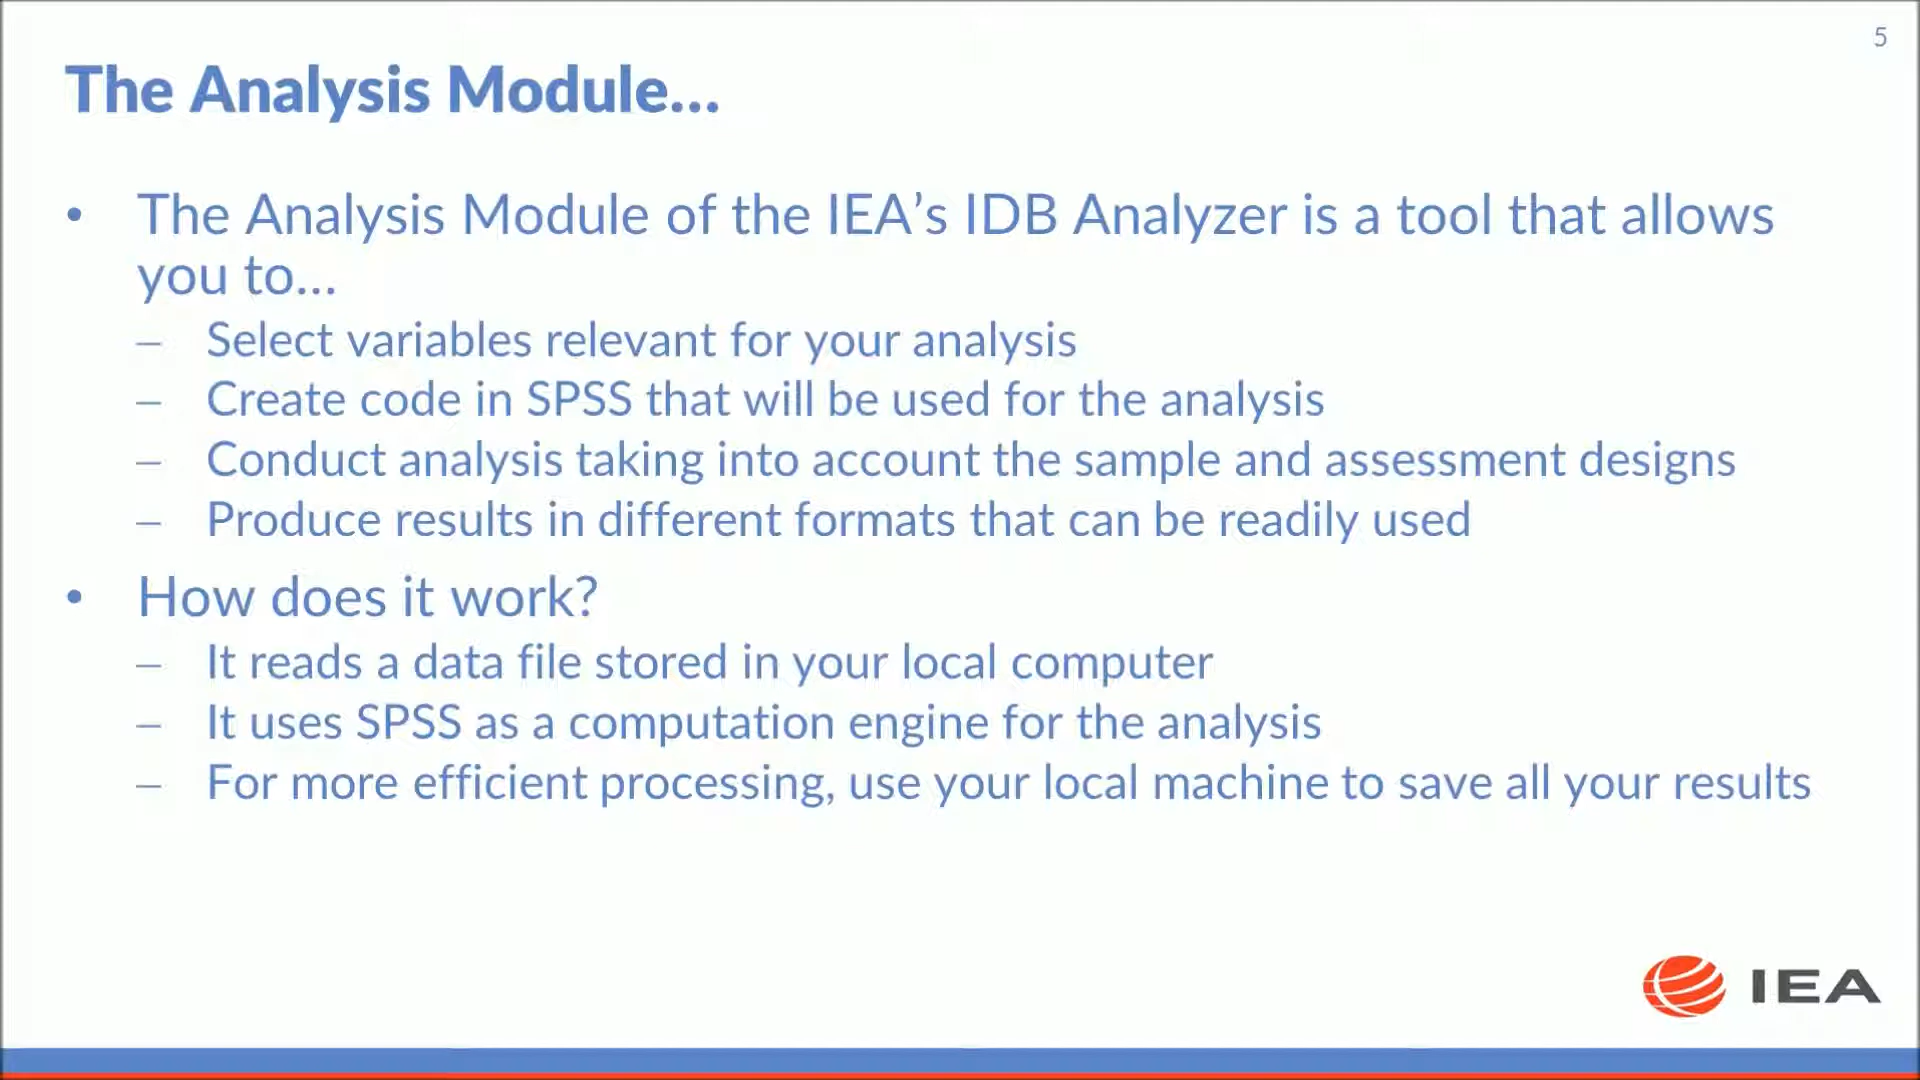 5
The Analysis Module...
• The Analysis Module of the IEA’s IDB Analyzer is a tool that allows
you to...
– Select variables relevant for your analysis
– Create code in SPSS that will be used for the analysis
– Conduct analysis taking into account the sample and assessment designs
– Produce results in different formats that can be readily used
• How does it work?
– It reads a data file stored in your local computer
– It uses SPSS as a computation engine for the analysis
– For more efficient processing, use your local machine to save all your results
IEA